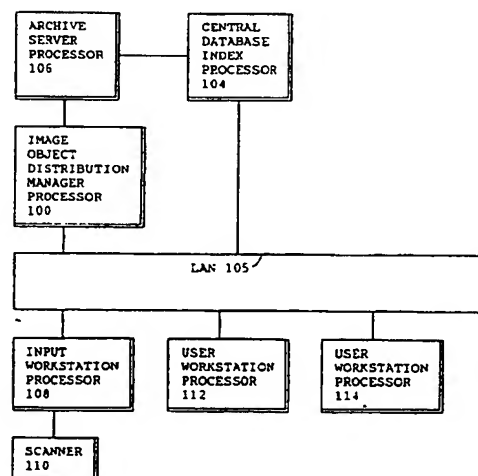 ARCHIVE
SERVER
PROCESSOR
106
CENTRAL
DATABASE
INDEX
PROCESSOR
104
IMAGE
OBJECT
DISTRIBUTION
MANAGER
PROCESSOR
100
LAN 105
INPUT
WORKSTATION
PROCESSOR
108
USER
WORKSTATION
PROCESSOR
112
USER
WORKSTATION
PROCESSOR
114
SCANNER
110